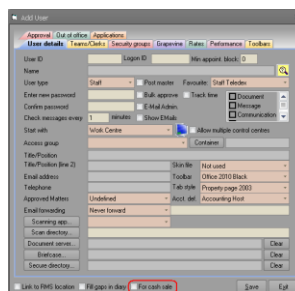 Add User
Approval Out of office Applications
User details Teams/Clerks Security groups Grapevine Rates Performance Toolbars
User ID Logon ID Min appoint. block: 0
Name
User type Staff Post master Favourite: Staff Teledex
Enter new password Bulk approve Track time Document
Confirm password E-Mail Admin. Message
Check messages every 1 minutes Show EMails Communication
Start with Work Centre Allow multiple control centres
Access group Container
Title/Position
Title/Position (line 2) Skin file Not used
Email address Toolbar Office 2010 Black
Telephone Tab style Property page 2003
Approved Matters Undefined Acct. def. Accounting Host
Email forwarding Never forward
Scanning app...
Scan directory...
Document server... Clear
Briefcase... Clear
Secure directory... Clear
Link to RMS location Fill gaps in diary For cash sale Save Exit